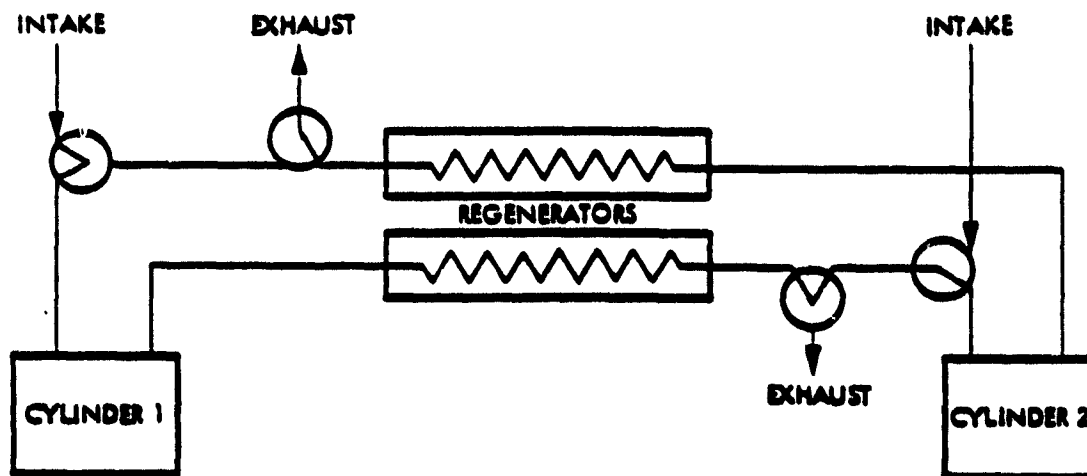 INTAKE
EXHAUST
INTAKE
REGENERATORS
EXHAUST
CYLINDER 1
CYLINDER 2